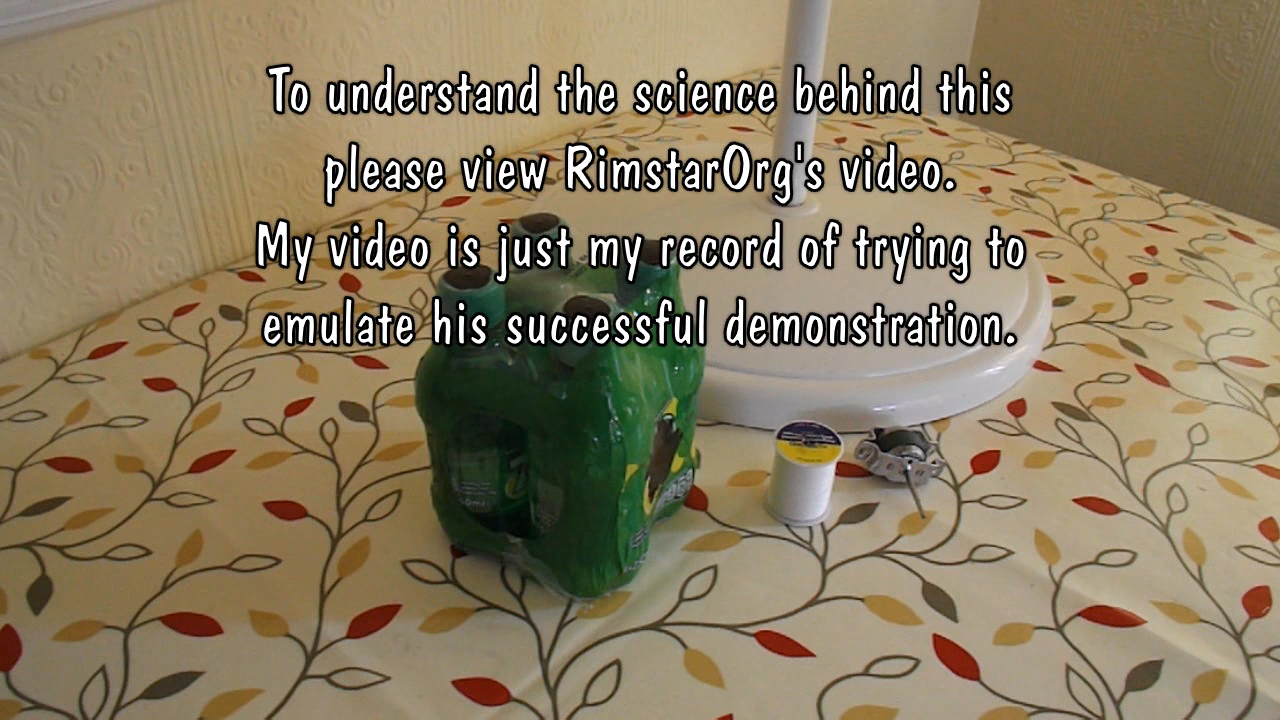 To understand the science behind this
please view RimstarOrg's video.
My video is just my record of trying to
emulate his successful demonstration.